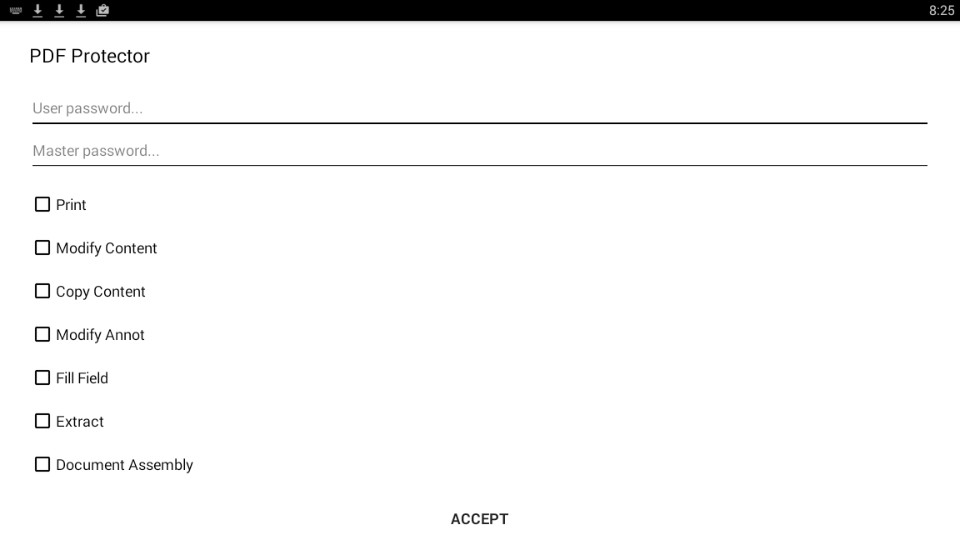 8:25
PDF Protector
User password...
Master password...
Print
Modify Content
Copy Content
Modify Annot
Fill Field
Extract
Document Assembly
ACCEPT